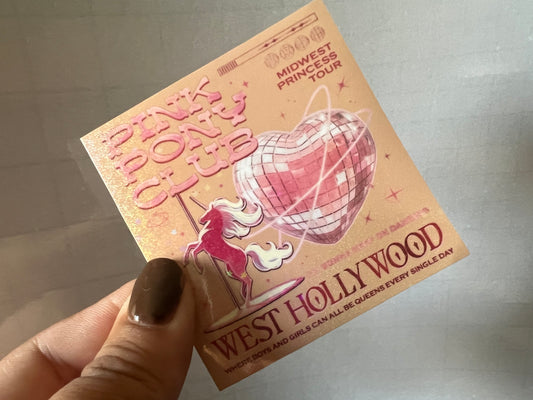 MIDWEST
PRINCESS
TOUR
PINK
PONY
CLUB
WEST HOLLYWOOD
WHERE BOYS AND GIRLS CAN ALL BE QUEENS EVERY SINGLE DAY